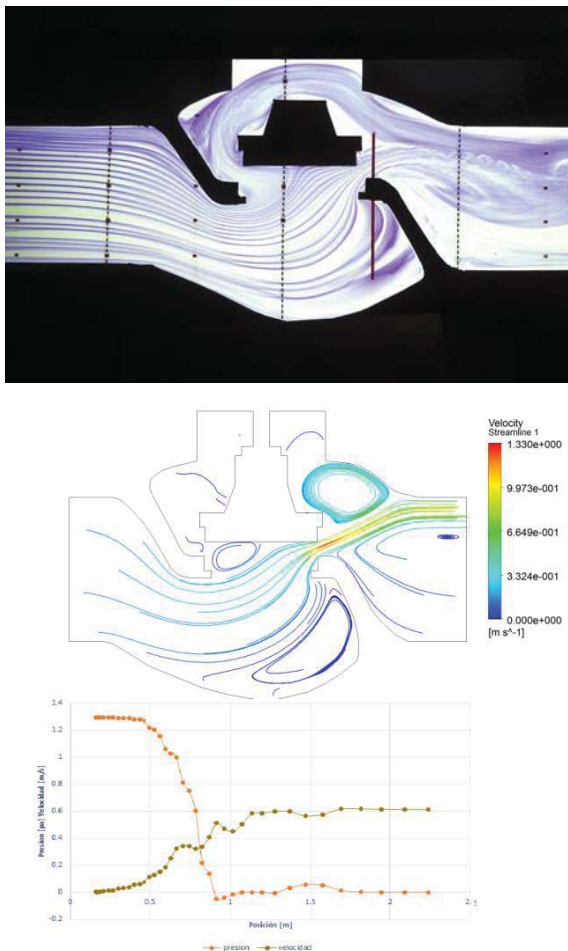 Velocity
Streamline 1
1.330e+000
9.973e-001
6.649e-001
3.324e-001
0.000e+000
[m s^-1]
1.4
1.2
1
0.8
0.6
0.4
0.2
0
-0.2
Presion [pa] Velocidad [m/s]
0
0.5
1.0
1.5
2.
Posición [m]
presion
velocidad